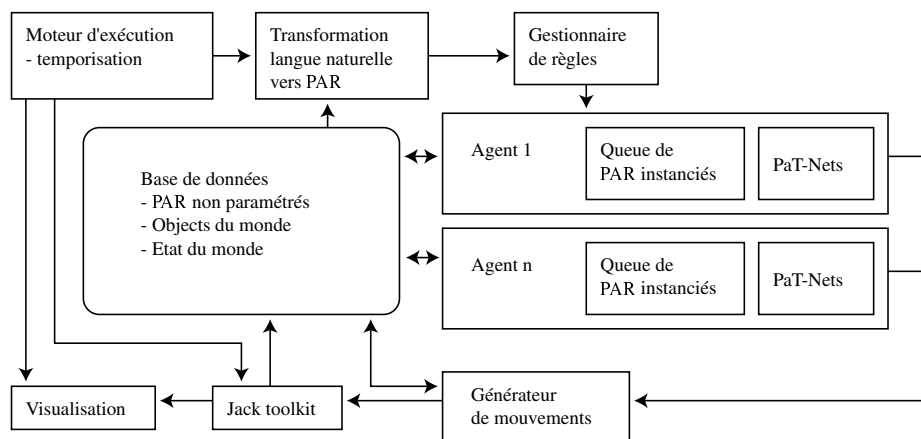 Moteur d'exécution
- temporisation
Transformation
langue naturelle
vers PAR
Gestionnaire
de règles
Base de données
- PAR non paramétrés
- Objects du monde
- Etat du monde
Agent 1
Queue de
PAR instanciés
PaT-Nets
Agent n
Queue de
PAR instanciés
PaT-Nets
Visualisation
Jack toolkit
Générateur
de mouvements